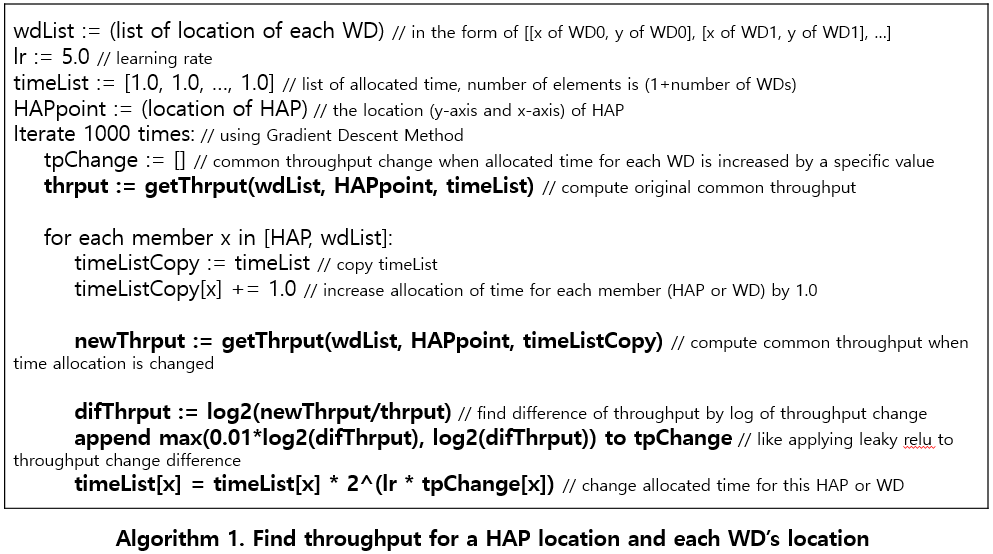 wdList := (list of location of each WD) // in the form of [[x of WD0, y of WD0], [x of WD1, y of WD1], …]
lr := 5.0 // learning rate
timeList := [1.0, 1.0, …, 1.0] // list of allocated time, number of elements is (1+number of WDs)
HAPpoint := (location of HAP) // the location (y-axis and x-axis) of HAP
Iterate 1000 times: // using Gradient Descent Method
tpChange := [] // common throughput change when allocated time for each WD is increased by a specific value
thrput := getThrput(wdList, HAPpoint, timeList) // compute original common throughput
for each member x in [HAP, wdList]:
timeListCopy := timeList // copy timeList
timeListCopy[x] += 1.0 // increase allocation of time for each member (HAP or WD) by 1.0
newThrput := getThrput(wdList, HAPpoint, timeListCopy) // compute common throughput when
time allocation is changed
difThrput := log2(newThrput/thrput) // find difference of throughput by log of throughput change
append max(0.01*log2(difThrput), log2(difThrput)) to tpChange // like applying leaky relu to
throughput change difference
timeList[x] = timeList[x] * 2^(lr * tpChange[x]) // change allocated time for this HAP or WD
Algorithm 1. Find throughput for a HAP location and each WD's location